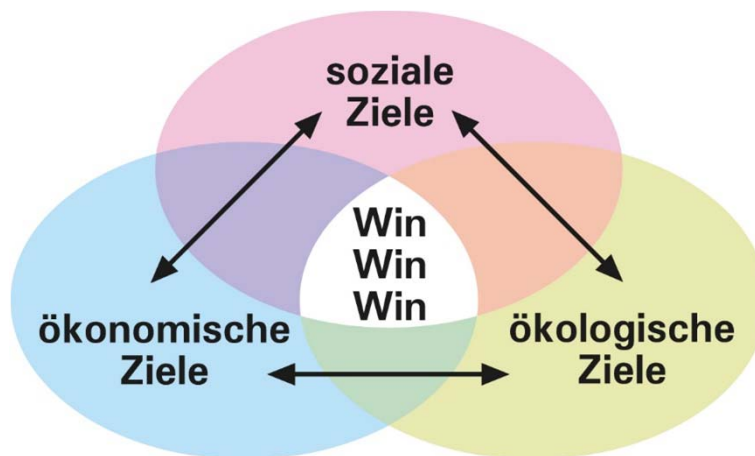 soziale
Ziele
Win
Win
Win
ökonomische
Ziele
ökologische
Ziele